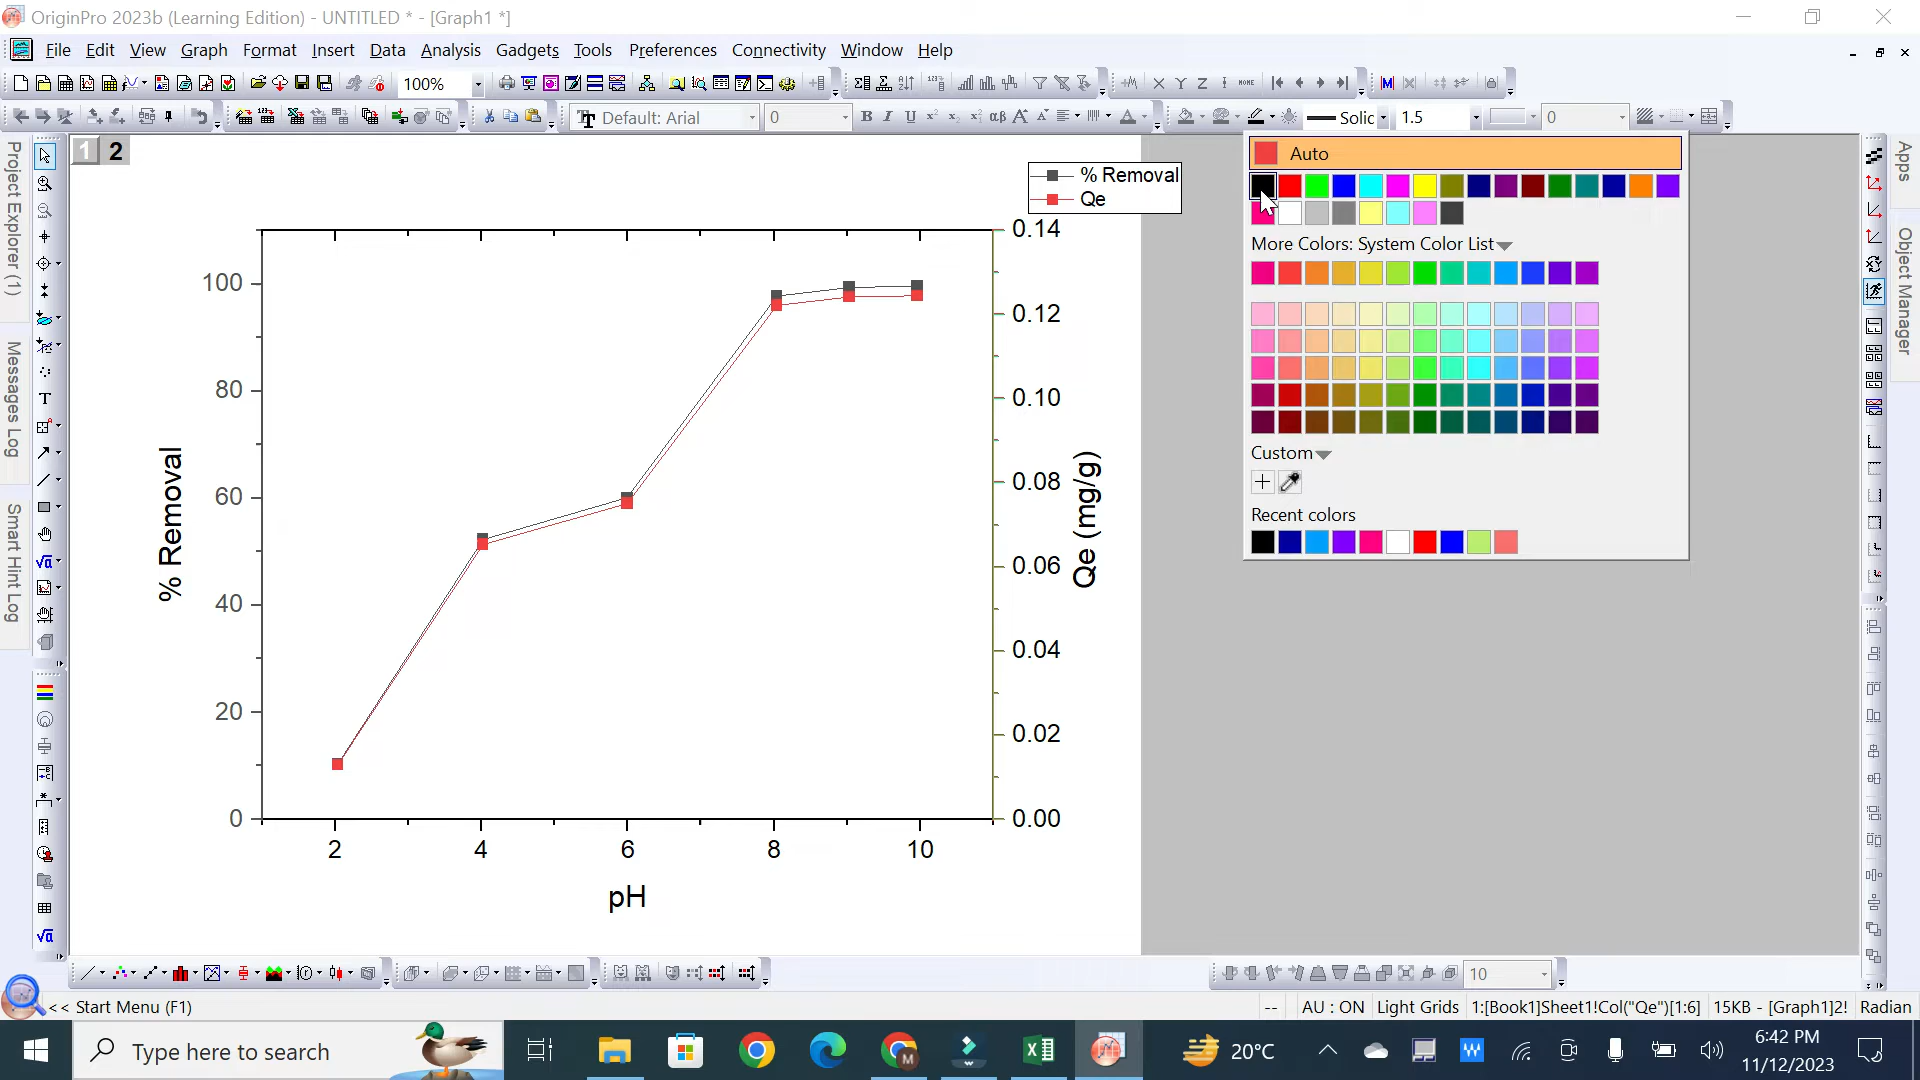 OriginPro 2023b (Learning Edition) - UNTITLED * - [Graph1 *]
File Edit View Graph Format Insert Data Analysis Gadgets Tools Preferences Connectivity Window Help
100%
Default: Arial 0 B I U αβ A A Solic 1.5 0
1 2
Project Explorer (1)
Messages Log
Smart Hint Log
Apps
Object Manager
Auto
More Colors: System Color List
Custom
Recent colors
% Removal
Qe
100
80
60
40
20
0
% Removal
0.14
0.12
0.10
0.08
0.06
0.04
0.02
0.00
Qe (mg/g)
2 4 6 8 10
pH
10
<< Start Menu (F1)
-- AU : ON Light Grids 1:[Book1]Sheet1!Col("Qe")[1:6] 15KB - [Graph1]2! Radian
Type here to search
20°C
6:42 PM
11/12/2023